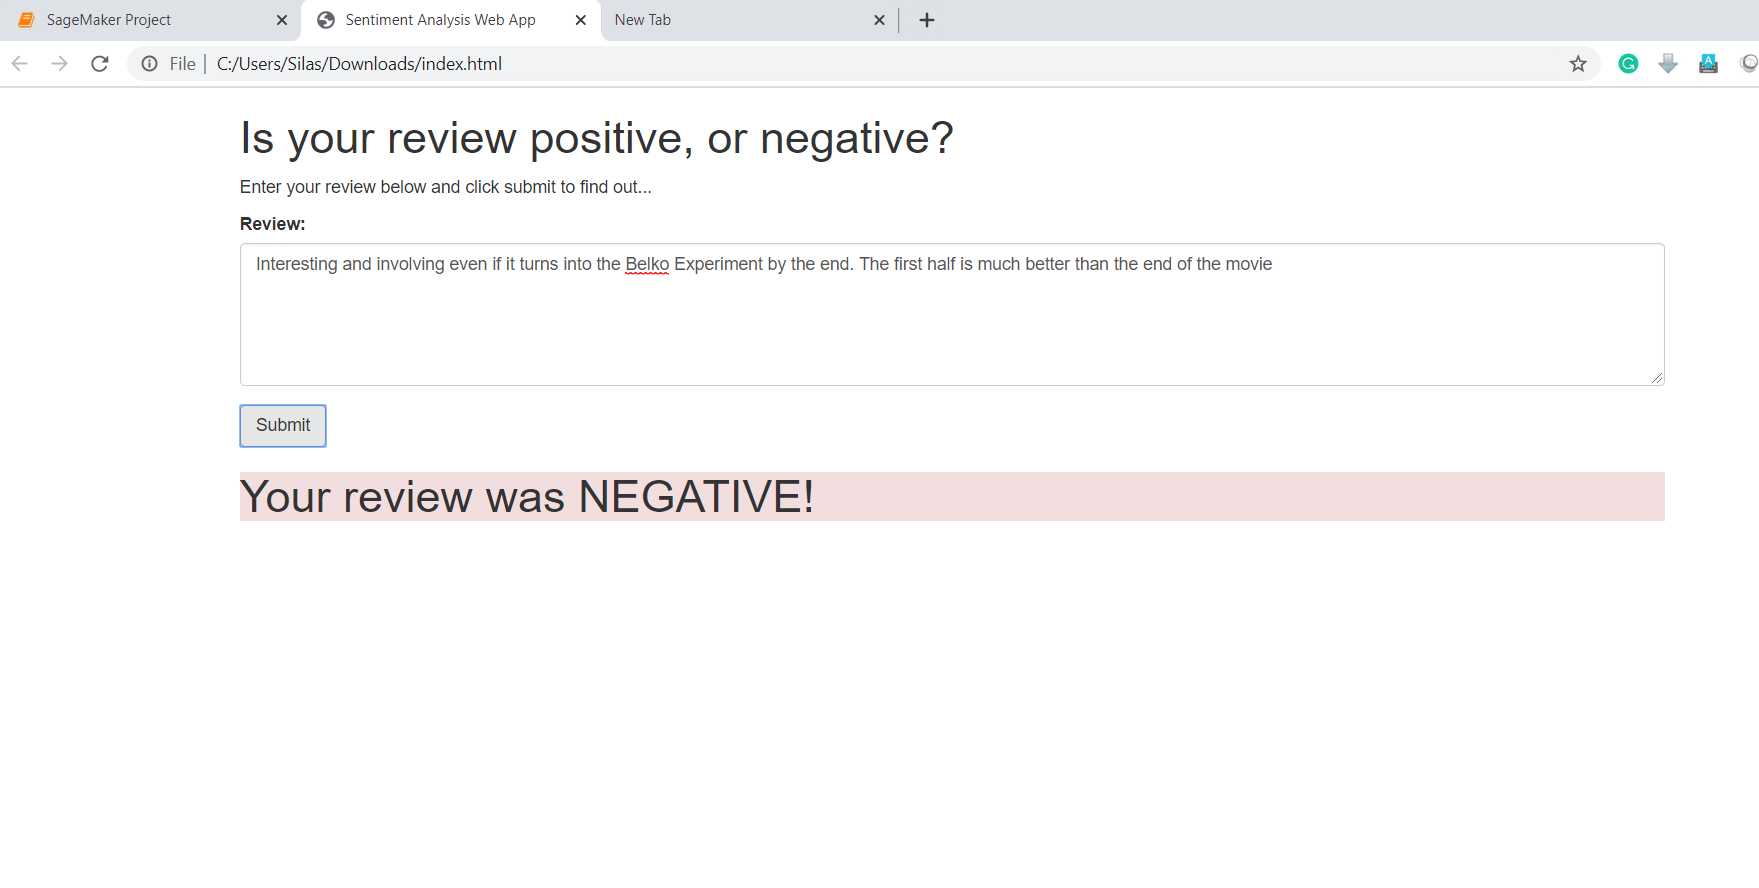 SageMaker Project
Sentiment Analysis Web App
New Tab
File
C:/Users/Silas/Downloads/index.html
Is your review positive, or negative?
Enter your review below and click submit to find out...
Review:
Interesting and involving even if it turns into the Belko Experiment by the end. The first half is much better than the end of the movie
Submit
Your review was NEGATIVE!